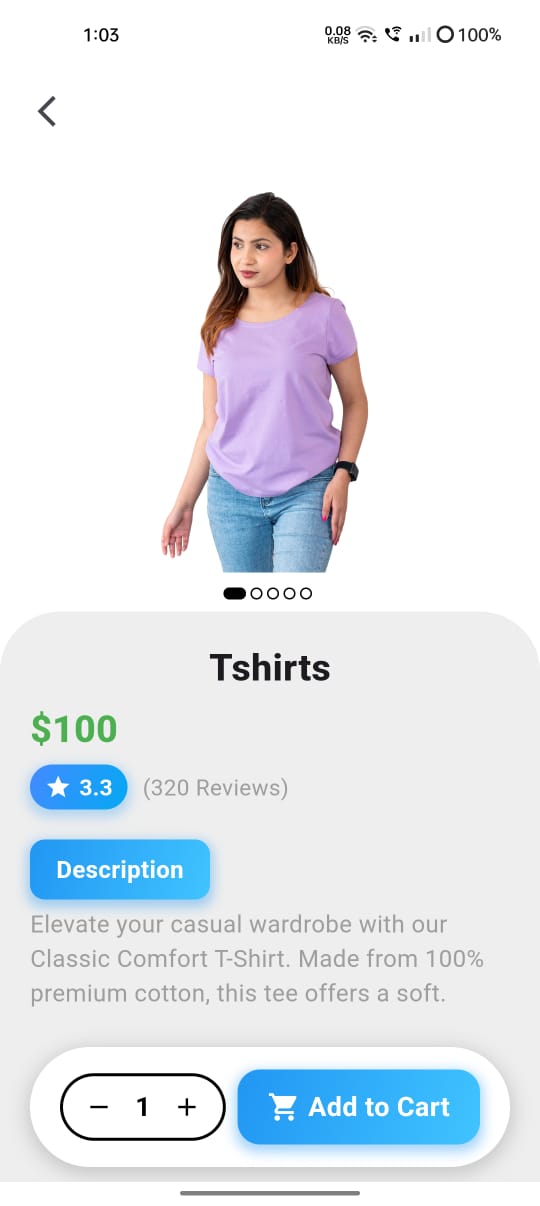 1:03
0.08
KB/S
100%
Tshirts
$100
3.3
(320 Reviews)
Description
Elevate your casual wardrobe with our
Classic Comfort T-Shirt. Made from 100%
premium cotton, this tee offers a soft.
1
Add to Cart